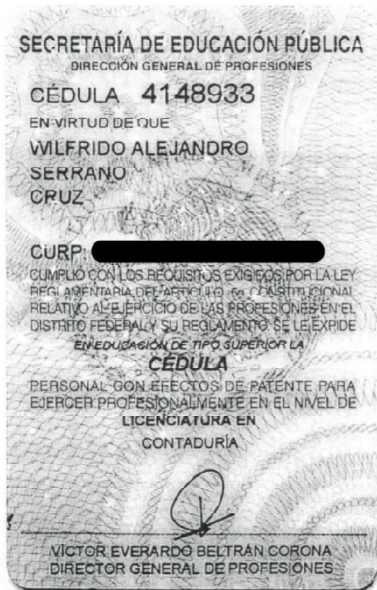 SECRETARÍA DE EDUCACIÓN PÚBLICA
DIRECCIÓN GENERAL DE PROFESIONES
CÉDULA 4148933
EN VIRTUD DE QUE
WILFRIDO ALEJANDRO
SERRANO
CRUZ
CURP:
CUMPLIÓ CON LOS REQUISITOS EXIGIDOS POR LA LEY
REGLAMENTARIA DEL ARTÍCULO 5o. CONSTITUCIONAL
RELATIVO AL EJERCICIO DE LAS PROFESIONES EN EL
DISTRITO FEDERAL Y SU REGLAMENTO SE LE EXPIDE
EN EDUCACIÓN DE TIPO SUPERIOR LA
CÉDULA
PERSONAL CON EFECTOS DE PATENTE PARA
EJERCER PROFESIONALMENTE EN EL NIVEL DE
LICENCIATURA EN
CONTADURÍA
VÍCTOR EVERARDO BELTRÁN CORONA
DIRECTOR GENERAL DE PROFESIONES